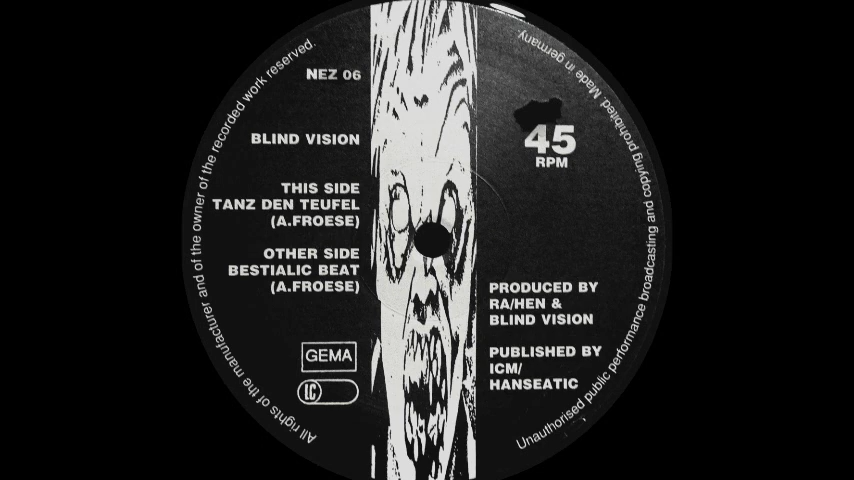 NEZ 06
BLIND VISION
THIS SIDE
TANZ DEN TEUFEL
(A.FROESE)
OTHER SIDE
BESTIALIC BEAT
(A.FROESE)
GEMA
LC
45
RPM
PRODUCED BY
RA/HEN &
BLIND VISION
PUBLISHED BY
ICM/
HANSEATIC
All rights of the manufacturer and of the owner of the recorded work reserved.
Unauthorised public performance broadcasting and copying prohibited. Made in germany.